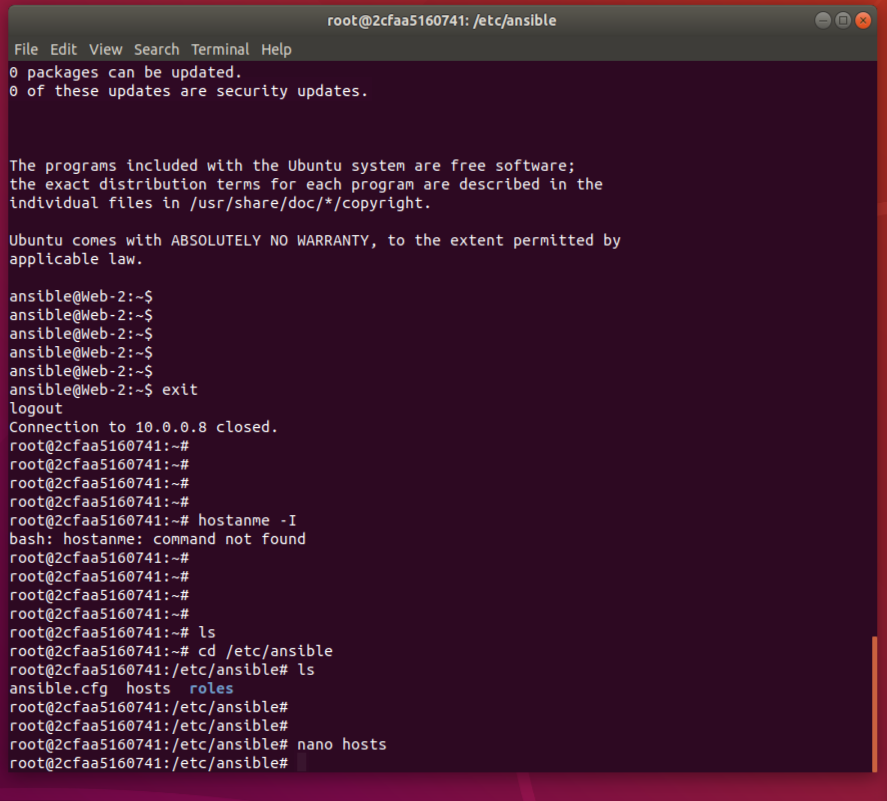 root@2cfaa5160741: /etc/ansible
File Edit View Search Terminal Help
0 packages can be updated.
0 of these updates are security updates.
The programs included with the Ubuntu system are free software;
the exact distribution terms for each program are described in the
individual files in /usr/share/doc/*/copyright.
Ubuntu comes with ABSOLUTELY NO WARRANTY, to the extent permitted by
applicable law.
ansible@Web-2:~$
ansible@Web-2:~$
ansible@Web-2:~$
ansible@Web-2:~$
ansible@Web-2:~$
ansible@Web-2:~$ exit
logout
Connection to 10.0.0.8 closed.
root@2cfaa5160741:~#
root@2cfaa5160741:~#
root@2cfaa5160741:~#
root@2cfaa5160741:~#
root@2cfaa5160741:~# hostanme -I
bash: hostanme: command not found
root@2cfaa5160741:~#
root@2cfaa5160741:~#
root@2cfaa5160741:~#
root@2cfaa5160741:~#
root@2cfaa5160741:~# ls
root@2cfaa5160741:~# cd /etc/ansible
root@2cfaa5160741:/etc/ansible# ls
ansible.cfg  hosts  roles
root@2cfaa5160741:/etc/ansible#
root@2cfaa5160741:/etc/ansible#
root@2cfaa5160741:/etc/ansible# nano hosts
root@2cfaa5160741:/etc/ansible#